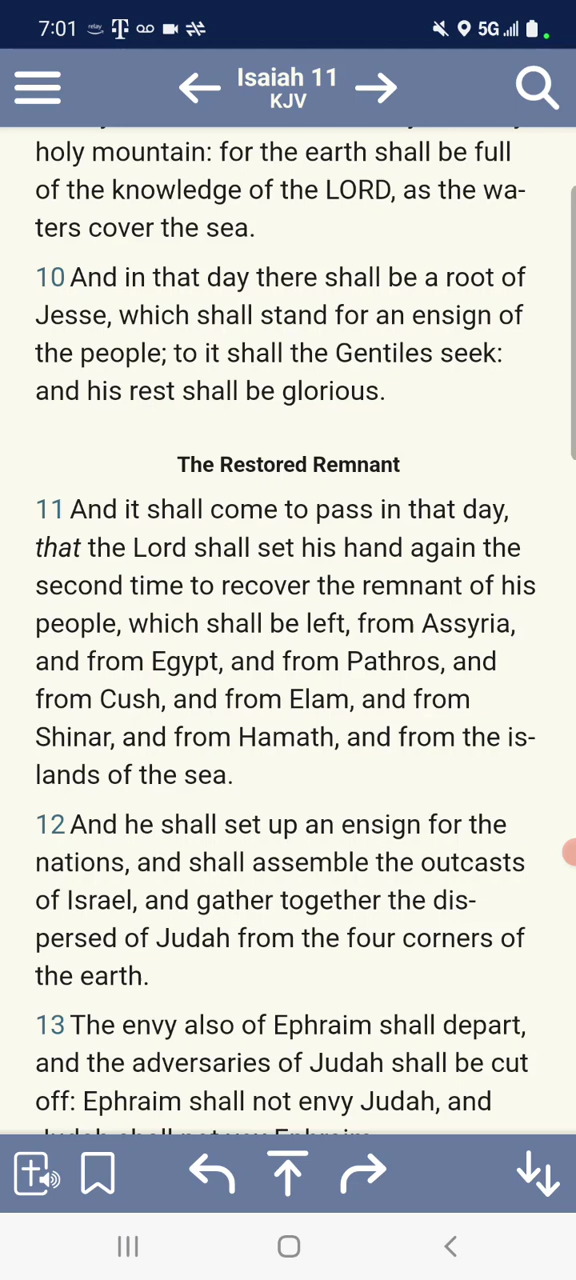 7:01 relay 5G
Isaiah 11
KJV
holy mountain: for the earth shall be full
of the knowledge of the LORD, as the wa-
ters cover the sea.
10 And in that day there shall be a root of
Jesse, which shall stand for an ensign of
the people; to it shall the Gentiles seek:
and his rest shall be glorious.
The Restored Remnant
11 And it shall come to pass in that day,
that the Lord shall set his hand again the
second time to recover the remnant of his
people, which shall be left, from Assyria,
and from Egypt, and from Pathros, and
from Cush, and from Elam, and from
Shinar, and from Hamath, and from the is-
lands of the sea.
12 And he shall set up an ensign for the
nations, and shall assemble the outcasts
of Israel, and gather together the dis-
persed of Judah from the four corners of
the earth.
13 The envy also of Ephraim shall depart,
and the adversaries of Judah shall be cut
off: Ephraim shall not envy Judah, and